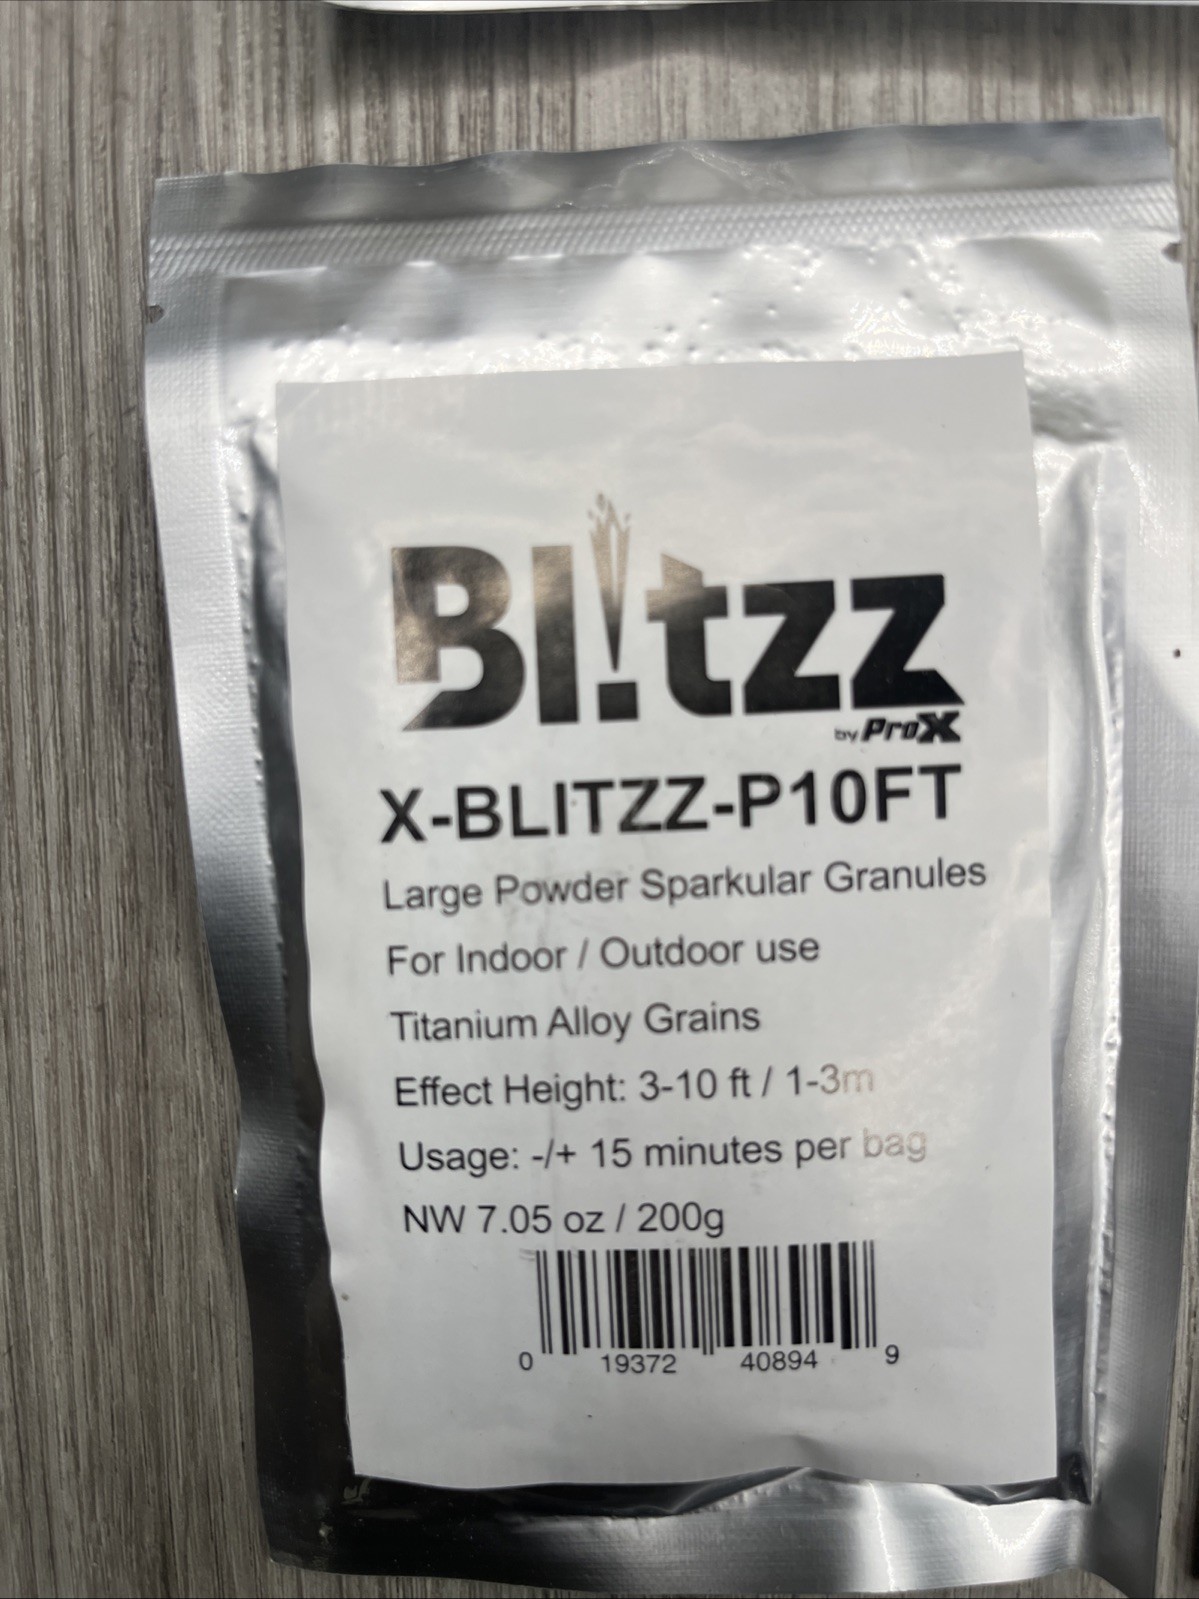 Bl!tzz
by ProX
X-BLITZZ-P10FT
Large Powder Sparkular Granules
For Indoor / Outdoor use
Titanium Alloy Grains
Effect Height: 3-10 ft / 1-3m
Usage: -/+ 15 minutes per bag
NW 7.05 oz / 200g
0 19372 40894 9